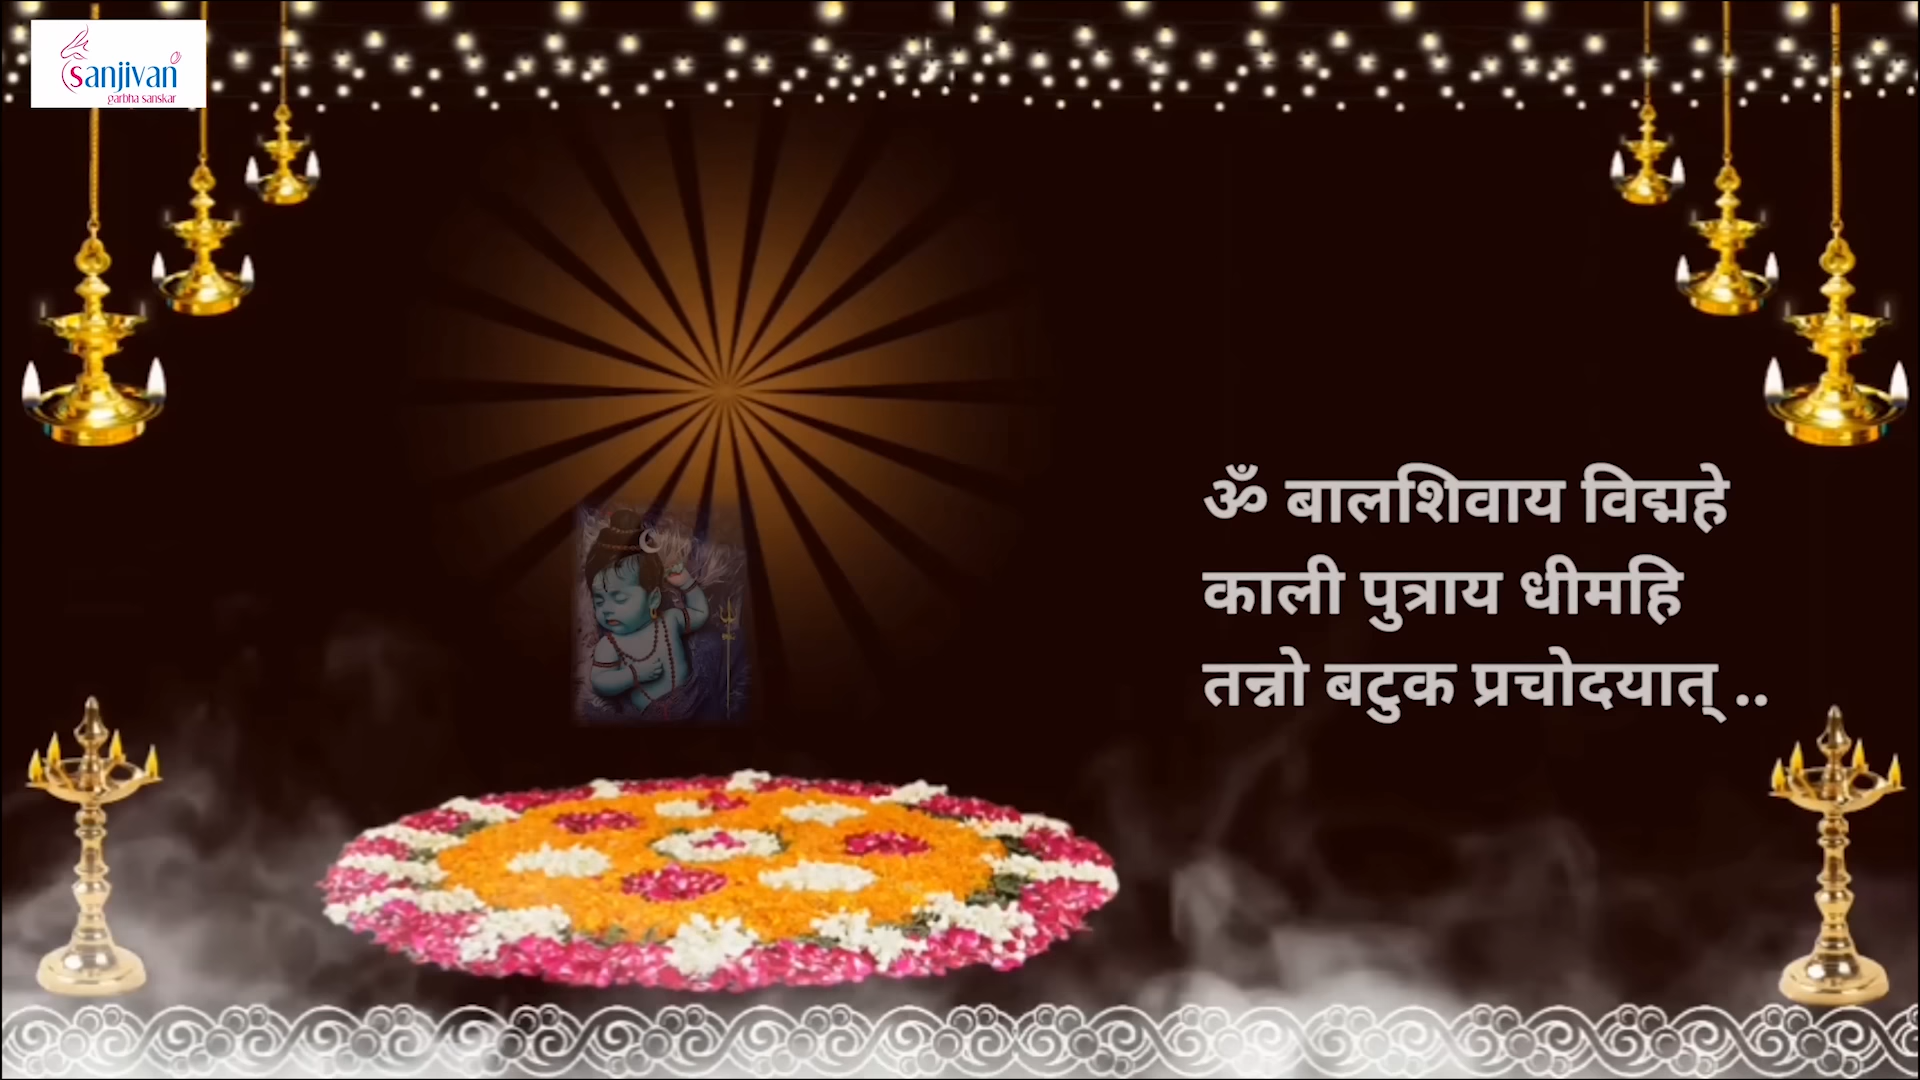 Sanjivan
garbha sanskar
ॐ बालशिवाय विद्महे
काली पुत्राय धीमहि
तन्नो बटुक प्रचोदयात् ..